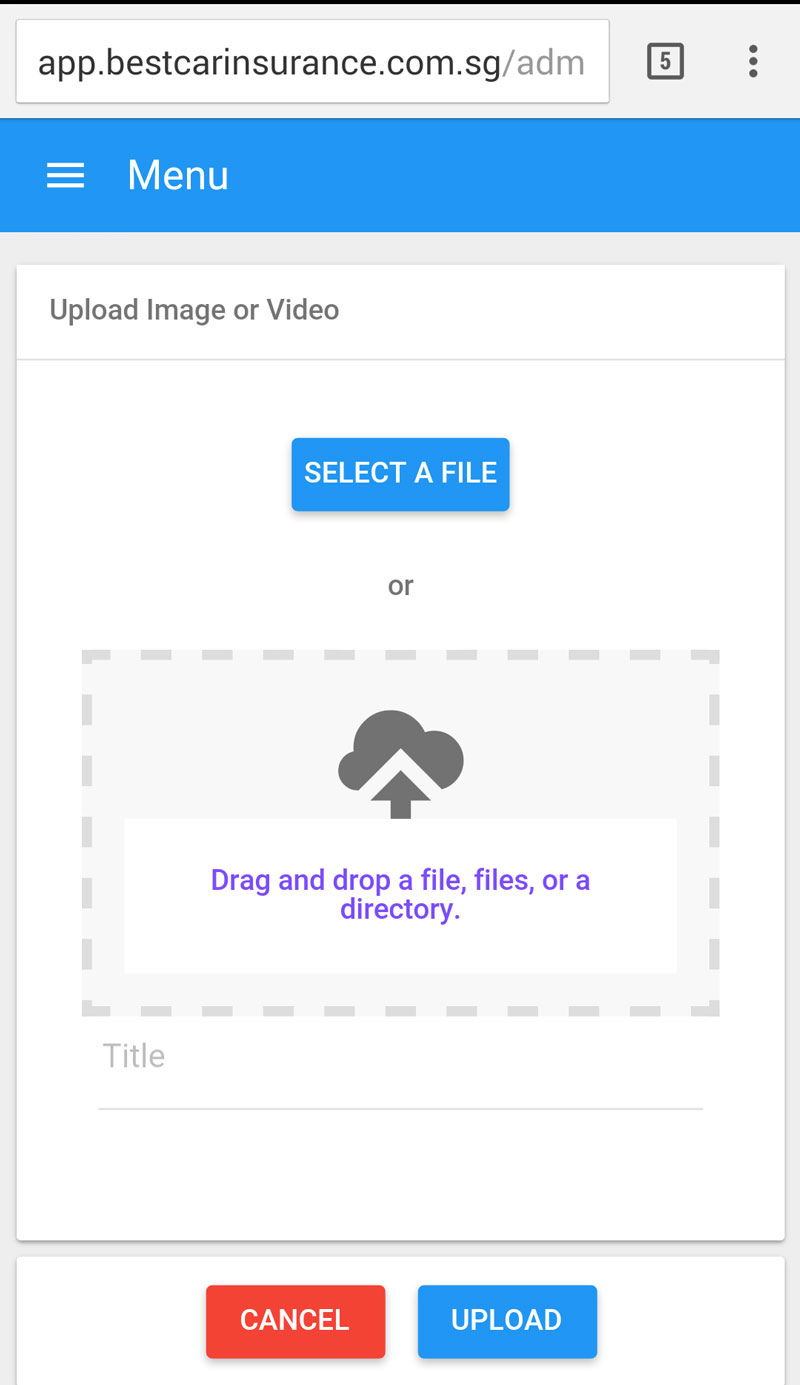 app.bestcarinsurance.com.sg/adm
5
Menu
Upload Image or Video
SELECT A FILE
or
Drag and drop a file, files, or a
directory.
Title
CANCEL
UPLOAD